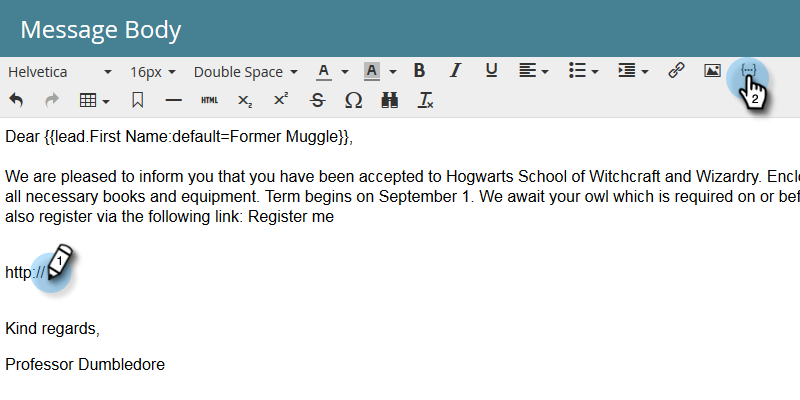 Message Body
Helvetica 16px Double Space A A B I U {...}
2
HTML x₂ x² S Ω Ix
Dear {{lead.First Name:default=Former Muggle}},
We are pleased to inform you that you have been accepted to Hogwarts School of Witchcraft and Wizardry. Encl
all necessary books and equipment. Term begins on September 1. We await your owl which is required on or bef
also register via the following link: Register me
http://
1
Kind regards,
Professor Dumbledore